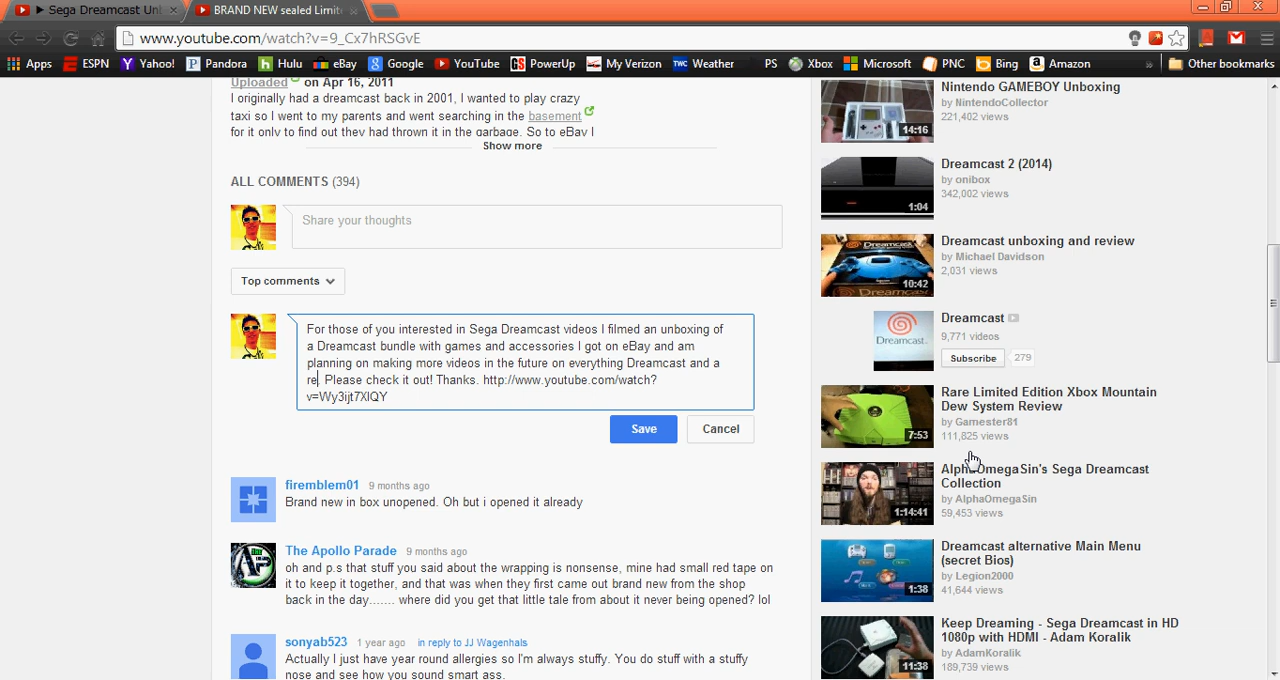 ▶ Sega Dreamcast Un
BRAND NEW sealed Limite
www.youtube.com/watch?v=9_Cx7hRSGvE
Apps ESPN Yahoo! Pandora Hulu eBay Google YouTube PowerUp My Verizon TWC Weather PS Xbox Microsoft PNC Bing Amazon » Other bookmarks
Uploaded on Apr 16, 2011
I originally had a dreamcast back in 2001, I wanted to play crazy
taxi so I went to my parents and went searching in the basement
for it only to find out they had thrown it in the garbage. So to eBay I
Show more
ALL COMMENTS (394)
Share your thoughts
Top comments
For those of you interested in Sega Dreamcast videos I filmed an unboxing of
a Dreamcast bundle with games and accessories I got on eBay and am
planning on making more videos in the future on everything Dreamcast and a
re. Please check it out! Thanks. http://www.youtube.com/watch?
v=Wy3ijt7XlQY
Save
Cancel
firemblem01 9 months ago
Brand new in box unopened. Oh but i opened it already
The Apollo Parade 9 months ago
oh and p.s that stuff you said about the wrapping is nonsense, mine had small red tape on
it to keep it together, and that was when they first came out brand new from the shop
back in the day....... where did you get that little tale from about it never being opened? lol
sonyab523 1 year ago in reply to JJ Wagenhals
Actually I just have year round allergies so I'm always stuffy. You do stuff with a stuffy
nose and see how you sound smart ass.
Nintendo GAMEBOY Unboxing
by NintendoCollector
221,402 views
14:16
Dreamcast 2 (2014)
by onibox
342,002 views
1:04
Dreamcast unboxing and review
by Michael Davidson
2,031 views
Dreamcast
10:42
Dreamcast
9,771 videos
Dreamcast.
Subscribe 279
Rare Limited Edition Xbox Mountain
Dew System Review
by Gamester81
111,825 views
7:53
AlphaOmegaSin's Sega Dreamcast
Collection
by AlphaOmegaSin
59,453 views
1:14:41
Dreamcast alternative Main Menu
(secret Bios)
by Legion2000
41,644 views
1:38
Keep Dreaming - Sega Dreamcast in HD
1080p with HDMI - Adam Koralik
by AdamKoralik
189,739 views
11:38